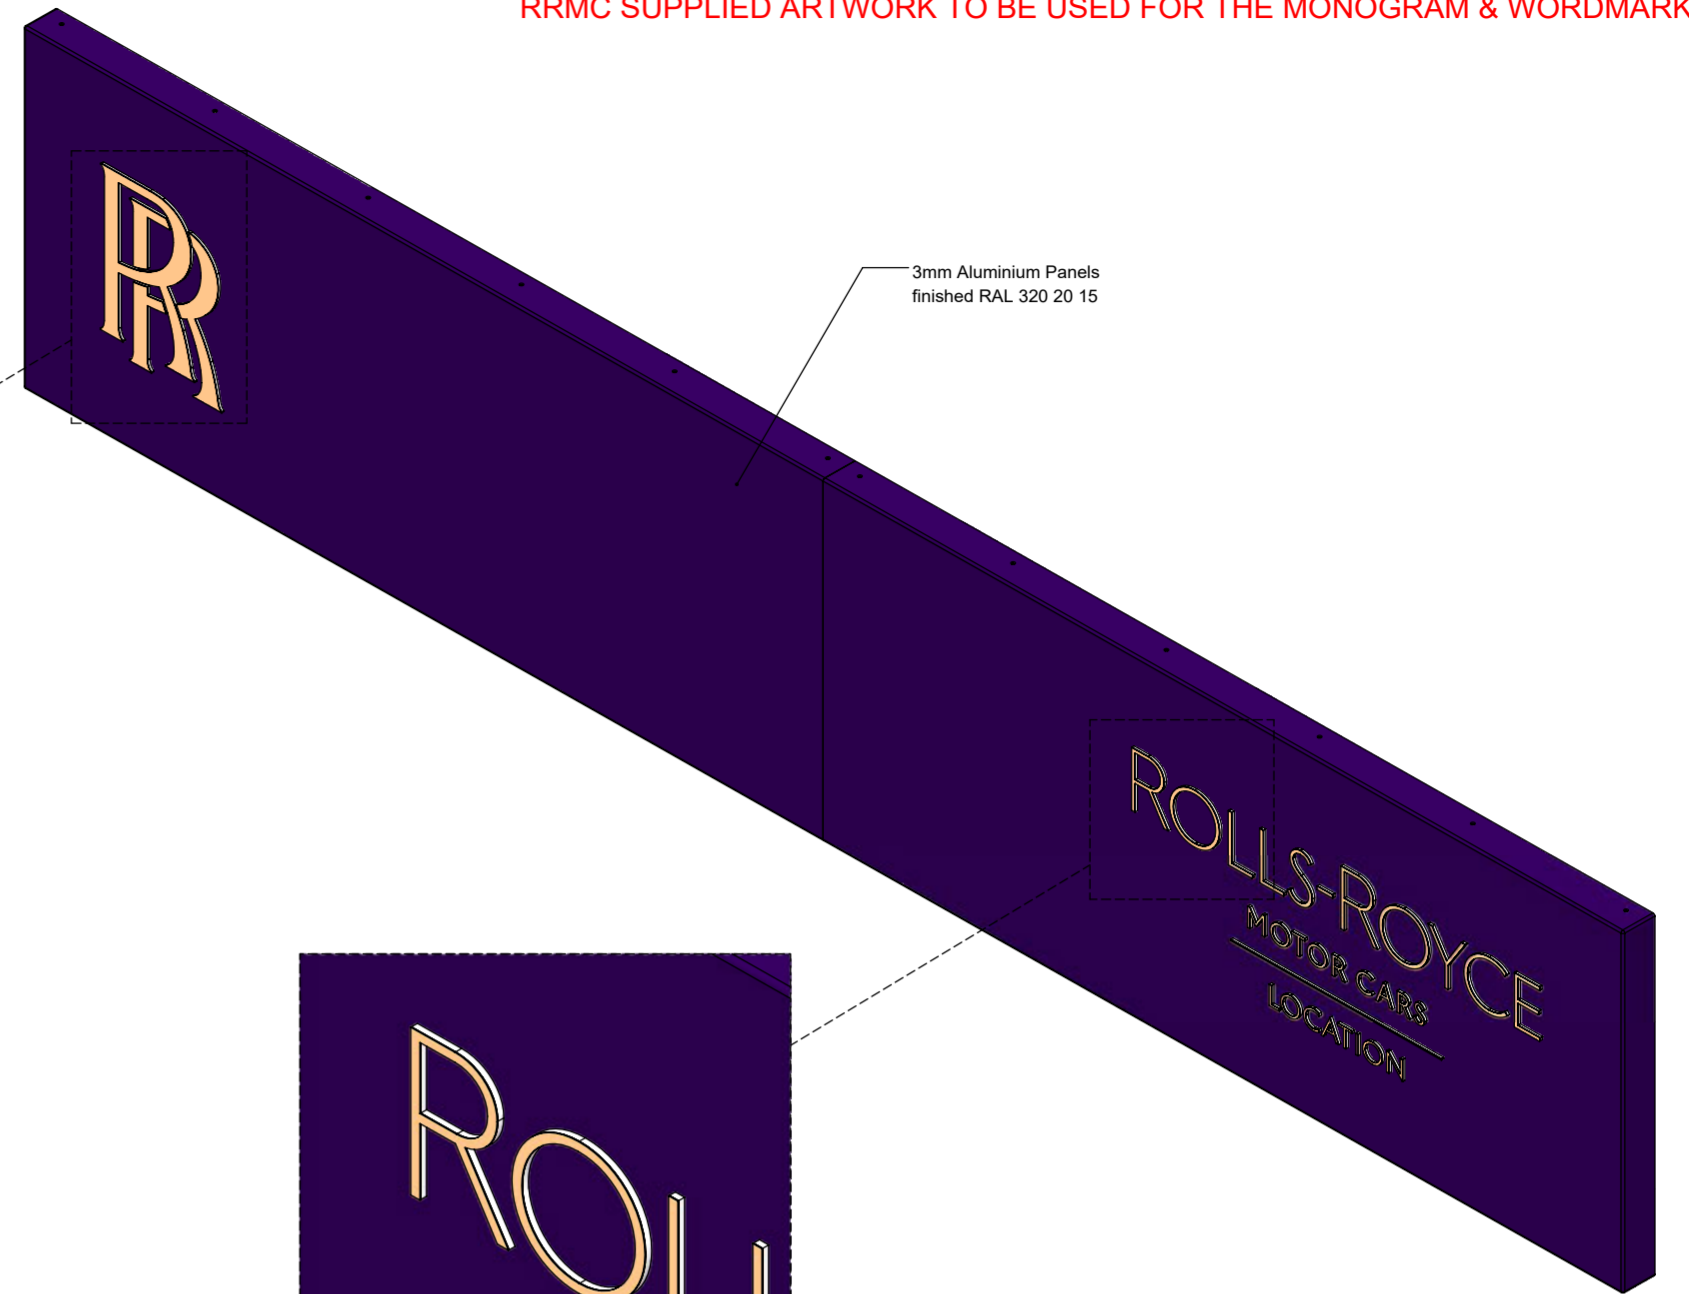 RRMC SUPPLIED ARTWORK TO BE USED FOR THE MONOGRAM & WORDMARK
RR
3mm Aluminium Panels
finished RAL 320 20 15
ROLLS-ROYCE
MOTOR CARS
LOCATION
ROLL